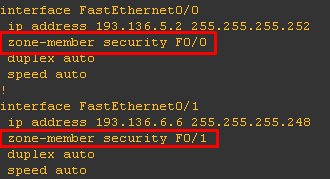 interface FastEthernet0/0
ip address 193.136.5.2 255.255.255.252
zone-member security F0/0
duplex auto
speed auto
!
interface FastEthernet0/1
ip address 193.136.6.6 255.255.255.248
zone-member security F0/1
duplex auto
speed auto